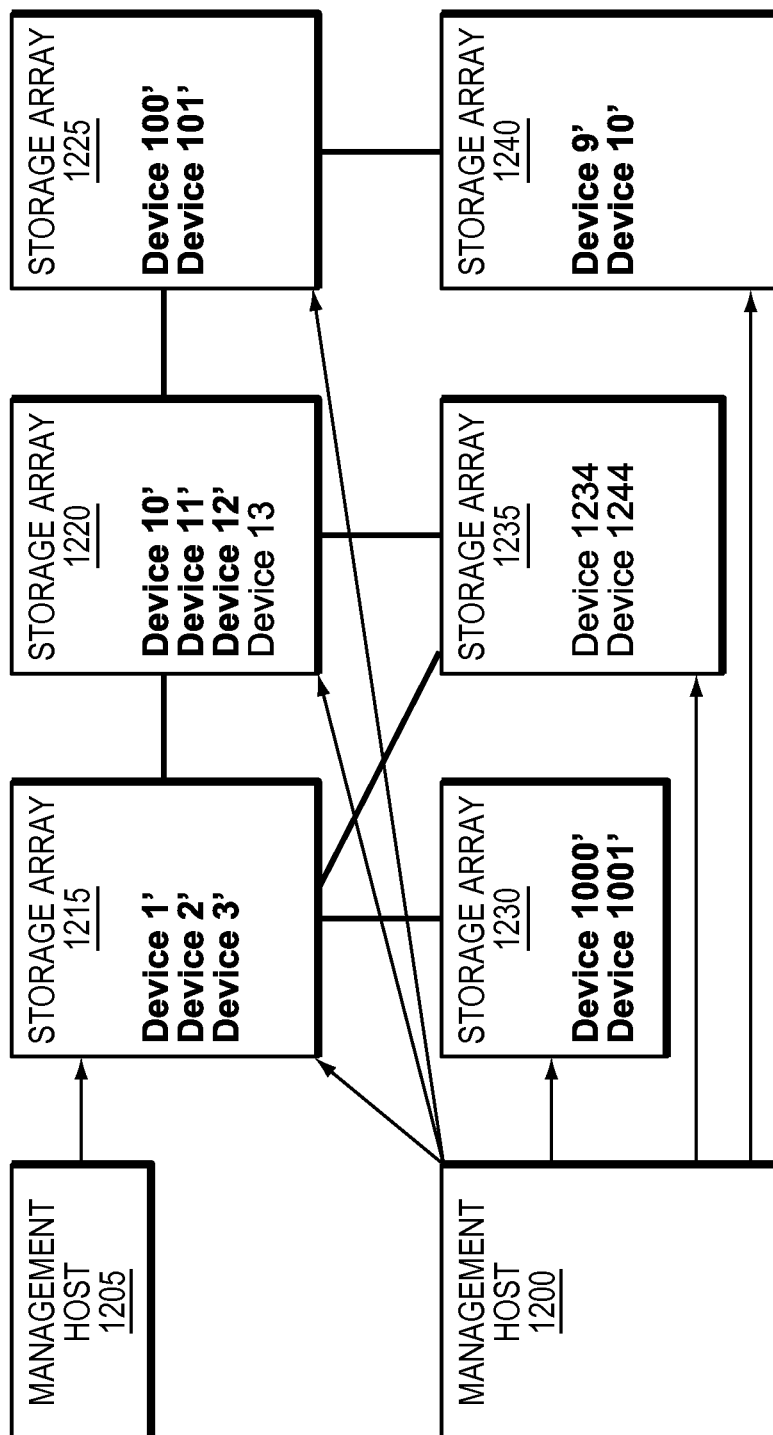 MANAGEMENT
HOST
1205
STORAGE ARRAY
1215
Device 1'
Device 2'
Device 3'
STORAGE ARRAY
1220
Device 10'
Device 11'
Device 12'
Device 13
STORAGE ARRAY
1225
Device 100'
Device 101'
MANAGEMENT
HOST
1200
STORAGE ARRAY
1230
Device 1000'
Device 1001'
STORAGE ARRAY
1235
Device 1234
Device 1244
STORAGE ARRAY
1240
Device 9'
Device 10'